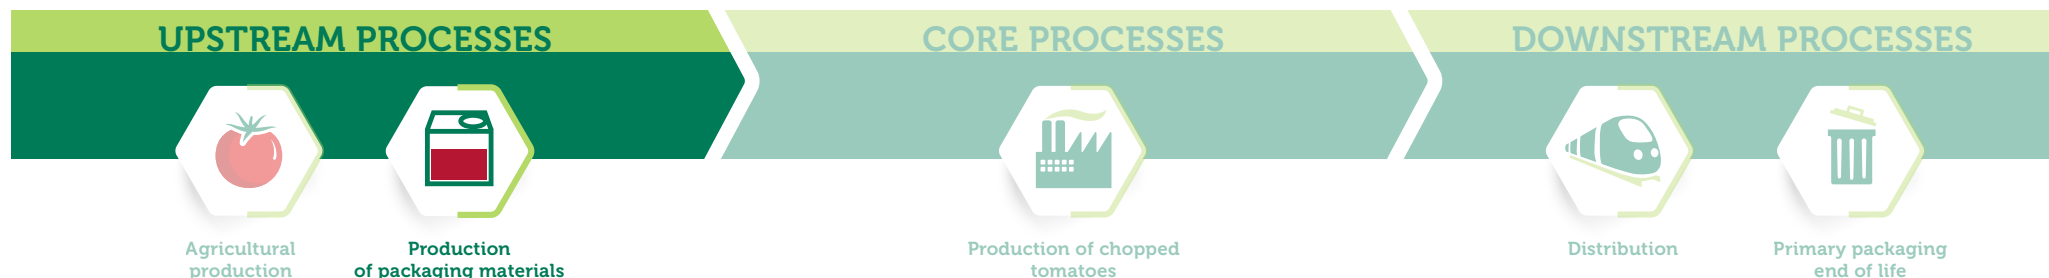 UPSTREAM PROCESSES
CORE PROCESSES
DOWNSTREAM PROCESSES
Agricultural
production
Production
of packaging materials
Production of chopped
tomatoes
Distribution
Primary packaging
end of life